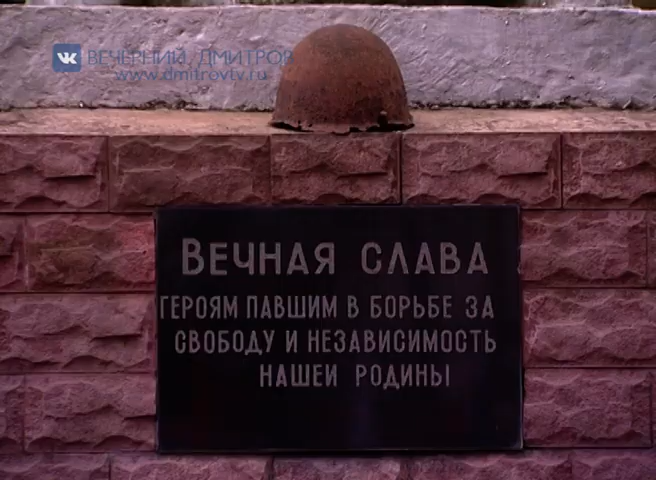 ВЕЧЕРНИЙ ДМИТРОВ
www.dmitrovtv.ru
ВЕЧНАЯ СЛАВА
ГЕРОЯМ ПАВШИМ В БОРЬБЕ ЗА
СВОБОДУ И НЕЗАВИСИМОСТЬ
НАШЕЙ РОДИНЫ